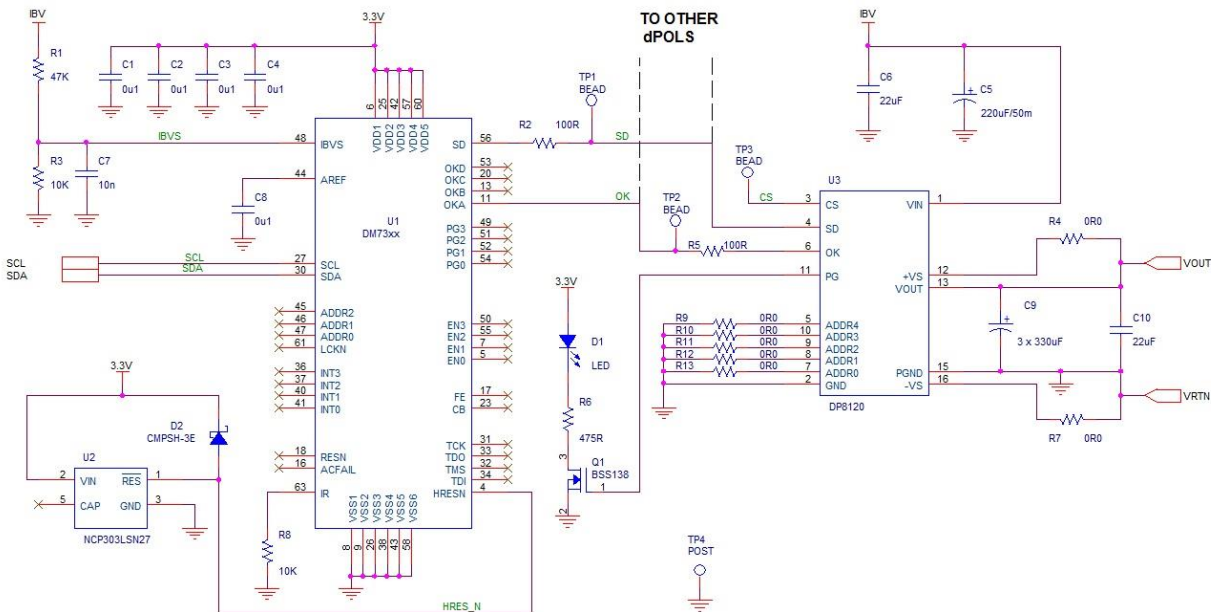 IBV
3.3V
TO OTHER
dPOLS
IBV
R1
47K
C1
0u1
C2
0u1
C3
0u1
C4
0u1
TP1
BEAD
C6
22uF
C5
220uF/50m
6
25
42
57
60
VDD1
VDD2
VDD3
VDD4
VDD5
IBVS
48
IBVS
SD
56
R2
100R
SD
R3
10K
C7
10n
44
AREF
OKD
53
OKC
20
OKB
13
OKA
11
OK
C8
0u1
U1
DM73xx
PG3
49
PG2
51
PG1
52
PG0
54
TP2
BEAD
R5
100R
TP3
BEAD
CS
U3
3
CS
VIN
1
4
SD
6
OK
11
PG
R4
0R0
12
+VS
13
VOUT
VOUT
SCL
SDA
SCL
SDA
27
SCL
30
SDA
45
ADDR2
46
ADDR1
47
ADDR0
61
LCKN
EN3
50
EN2
55
EN1
7
EN0
5
3.3V
D1
LED
R9
0R0
5
ADDR4
R10
0R0
10
ADDR3
R11
0R0
9
ADDR2
R12
0R0
8
ADDR1
R13
0R0
7
ADDR0
2
GND
C9
3 x 330uF
C10
22uF
PGND
15
-VS
16
DP8120
VRTN
R7
0R0
36
INT3
37
INT2
40
INT1
41
INT0
FE
17
CB
23
3.3V
D2
CMPSH-3E
R6
475R
TCK
31
TDO
33
TMS
32
TDI
34
HRESN
4
18
RESN
16
ACFAIL
63
IR
3
Q1
BSS138
1
2
U2
2
VIN
RES
1
5
CAP
GND
3
NCP303LSN27
R8
10K
VSS1
VSS2
VSS3
VSS4
VSS5
VSS6
8
9
26
38
43
58
TP4
POST
HRES_N